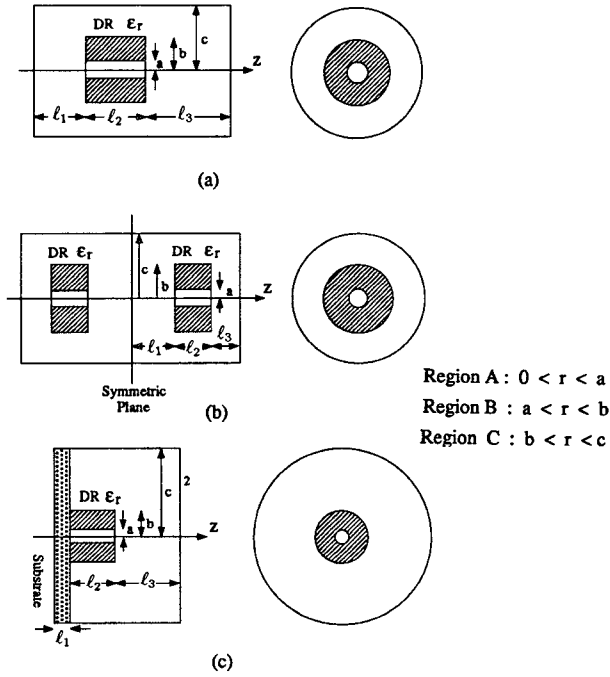 DR εr
c
b
a
z
ℓ1
ℓ2
ℓ3
(a)
DR εr
DR εr
c
b
a
z
ℓ3
ℓ1
ℓ2
Symmetric
Plane
(b)
Region A : 0 < r < a
Region B : a < r < b
Region C : b < r < c
2
c
DR εr
a
b
z
Substrate
ℓ2
ℓ3
ℓ1
(c)